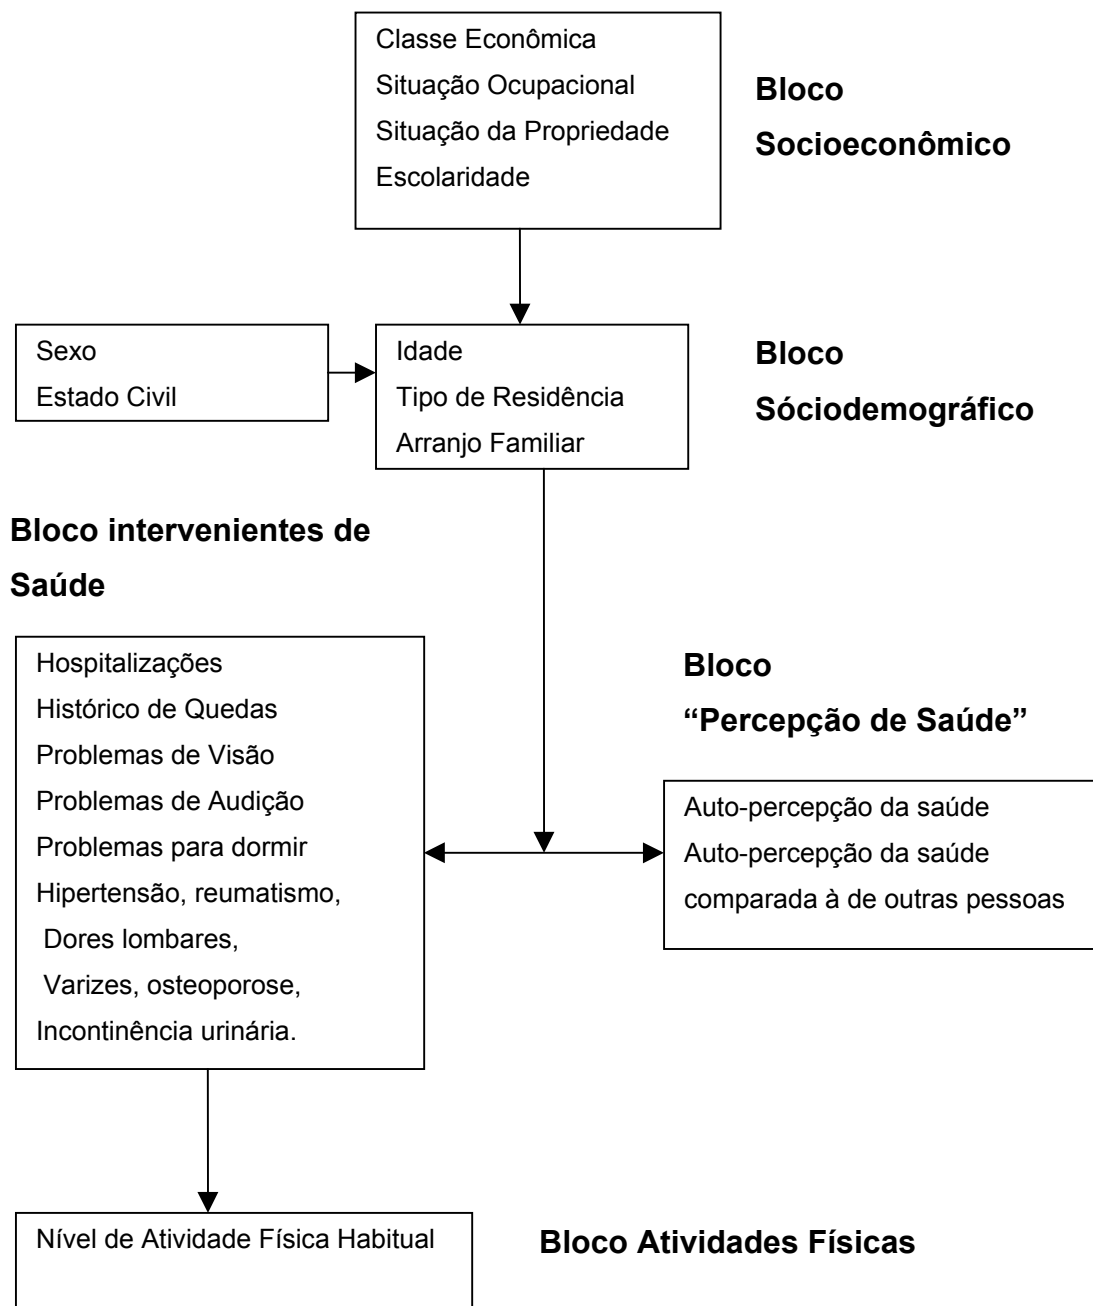 Classe Econômica
Situação Ocupacional
Situação da Propriedade
Escolaridade
Bloco
Socioeconômico
Sexo
Estado Civil
Idade
Tipo de Residência
Arranjo Familiar
Bloco
Sóciodemográfico
Bloco intervenientes de
Saúde
Hospitalizações
Histórico de Quedas
Problemas de Visão
Problemas de Audição
Problemas para dormir
Hipertensão, reumatismo,
Dores lombares,
Varizes, osteoporose,
Incontinência urinária.
Bloco
“Percepção de Saúde”
Auto-percepção da saúde
Auto-percepção da saúde
comparada à de outras pessoas
Nível de Atividade Física Habitual
Bloco Atividades Físicas